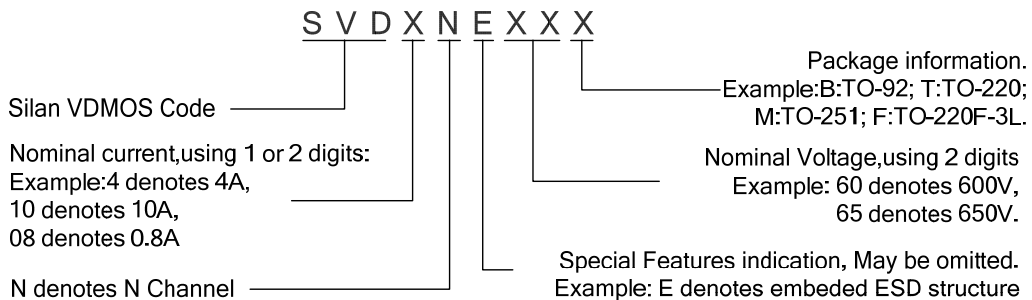 S V D X N E X X X
Silan VDMOS Code
Nominal current,using 1 or 2 digits:
Example:4 denotes 4A,
10 denotes 10A,
08 denotes 0.8A
N denotes N Channel
Package information.
Example:B:TO-92; T:TO-220;
M:TO-251; F:TO-220F-3L.
Nominal Voltage,using 2 digits
Example: 60 denotes 600V,
65 denotes 650V.
Special Features indication, May be omitted.
Example: E denotes embeded ESD structure